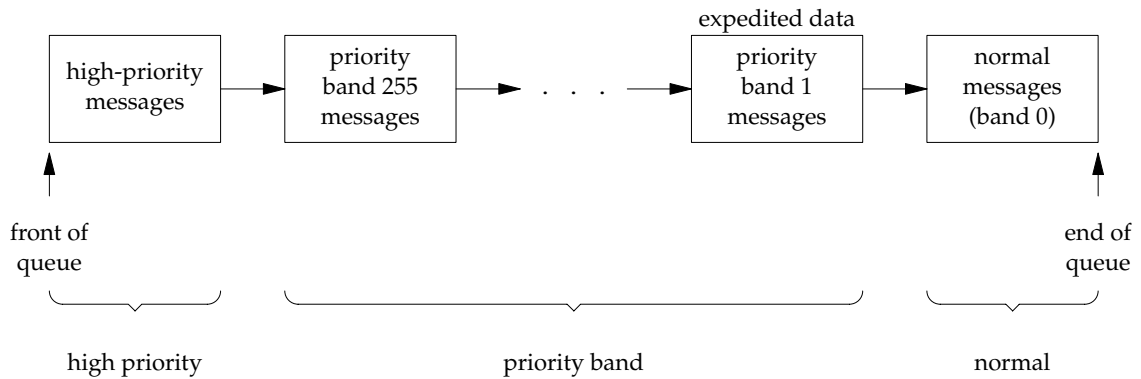 expedited data
high-priority
messages
priority
band 255
messages
. . .
priority
band 1
messages
normal
messages
(band 0)
front of
queue
end of
queue
high priority
priority band
normal